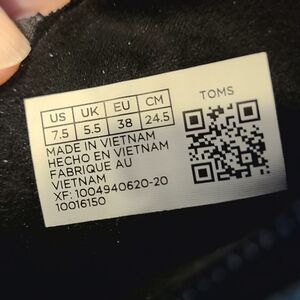 US UK EU CM
7.5 5.5 38 24.5
TOMS
MADE IN VIETNAM
HECHO EN VIETNAM
FABRIQUE AU
VIETNAM
XF: 1004940620-20
10016150